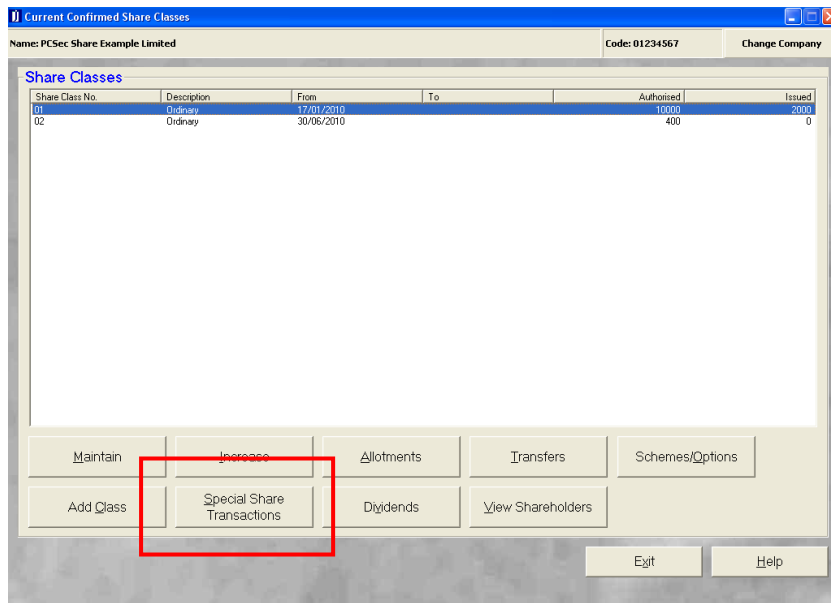 Current Confirmed Share Classes
Name: PCSec Share Example Limited Code: 01234567 Change Company
Share Classes
Share Class No. Description From To Authorised Issued
01 Ordinary 17/01/2010 10000 2000
02 Ordinary 30/06/2010 400 0
Maintain Increase Allotments Transfers Schemes/Options
Add Class Special Share Transactions Dividends View Shareholders
Exit Help